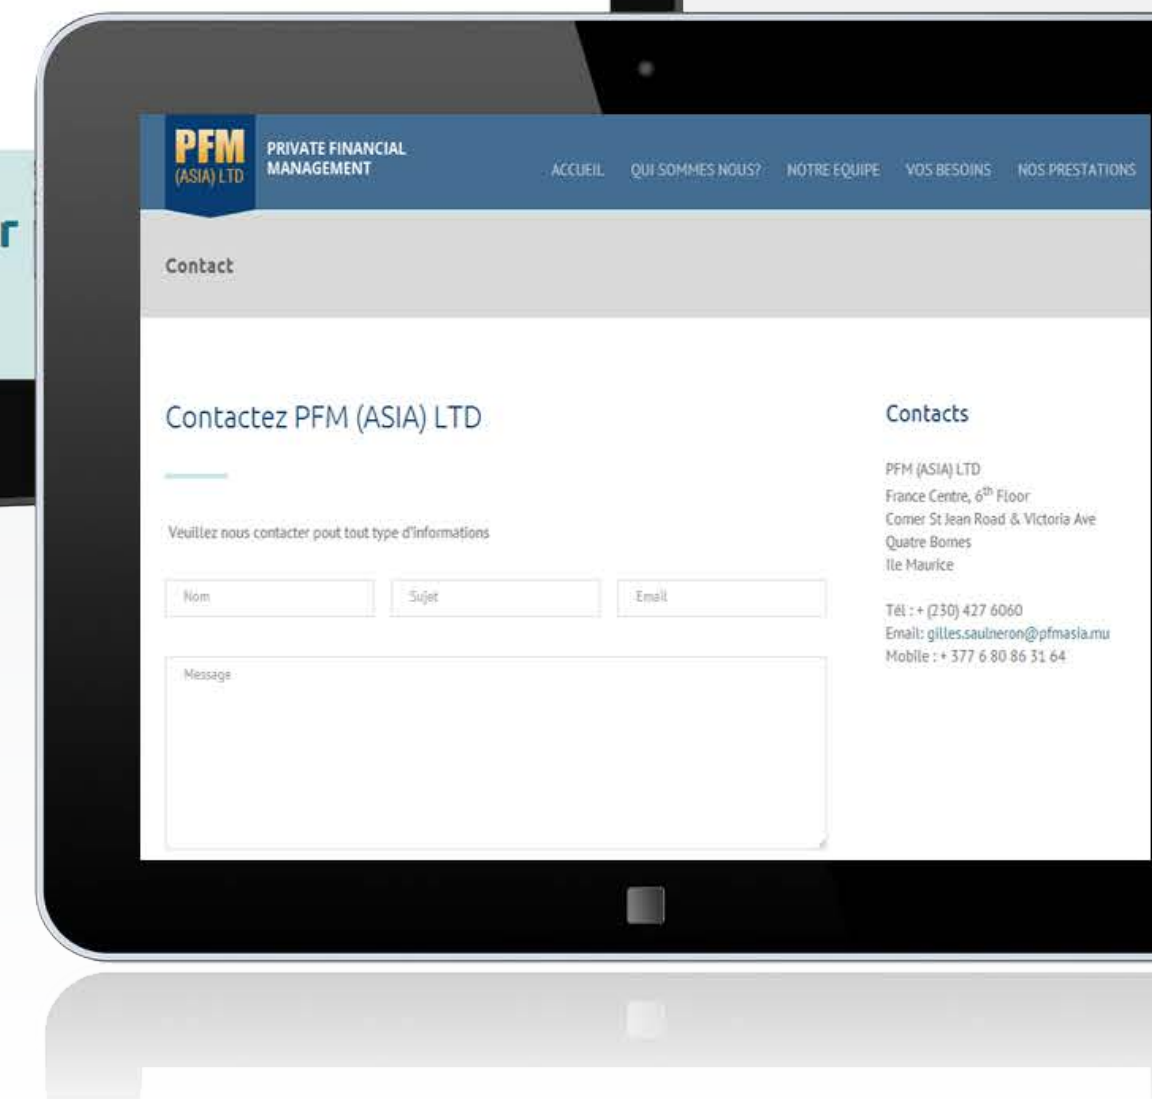 r
PFM
(ASIA) LTD
PRIVATE FINANCIAL
MANAGEMENT
ACCUEIL QUI SOMMES NOUS? NOTRE EQUIPE VOS BESOINS NOS PRESTATIONS
Contact
Contactez PFM (ASIA) LTD
Veuillez nous contacter pout tout type d'informations
Nom
Sujet
Email
Message
Contacts
PFM (ASIA) LTD
France Centre, 6th Floor
Corner St Jean Road & Victoria Ave
Quatre Bornes
Ile Maurice
Tél : + (230) 427 6060
Email: gilles.saulneron@pfmasia.mu
Mobile : + 377 6 80 86 31 64